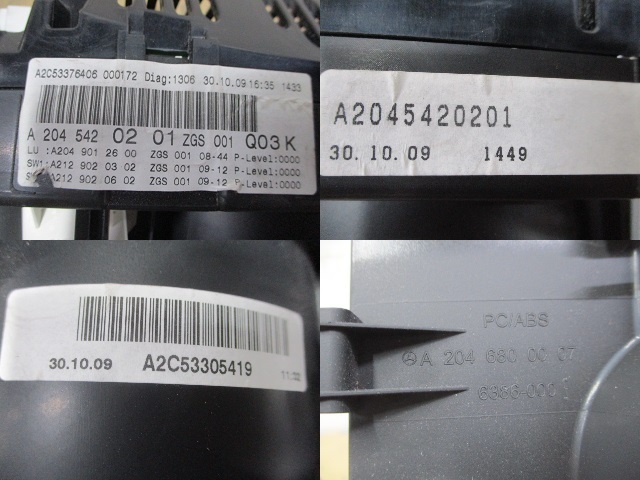 A2C53376406 000172 Diag:1306 30.10.09 16:35 1433
A 204 542 02 01 ZGS 001 Q03K
LU :A204 901 26 00 ZGS 001 08-44 P-Level:0000
SW1:A212 902 03 02 ZGS 001 09-12 P-Level:0000
A212 902 06 02 ZGS 001 09-12 P-Level:0000
A2045420201
30.10.09 1449
30.10.09 A2C53305419
PC/ABS
A 204 680 00 07